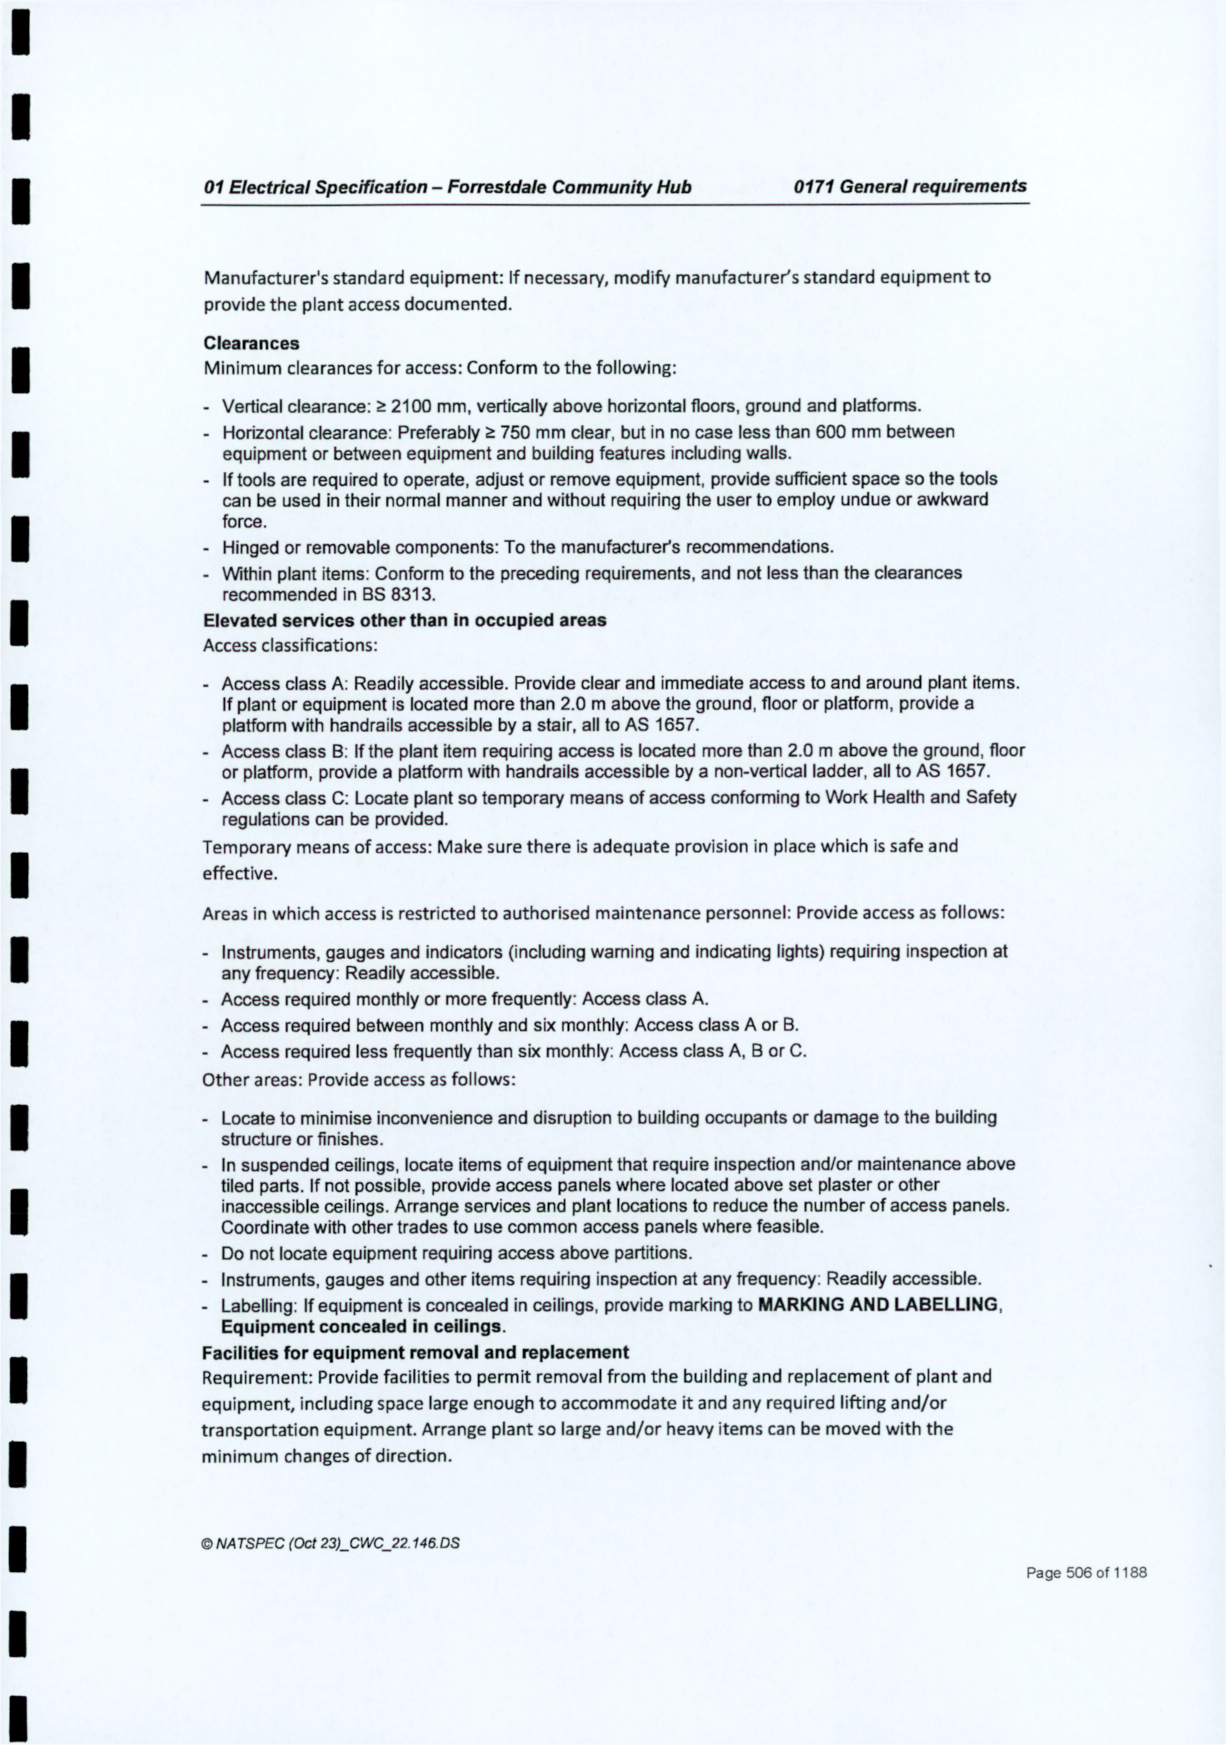 01 Electrical Specification – Forrestdale Community Hub 0171 General requirements
Manufacturer's standard equipment: If necessary, modify manufacturer's standard equipment to
provide the plant access documented.
Clearances
Minimum clearances for access: Conform to the following:
- Vertical clearance: ≥ 2100 mm, vertically above horizontal floors, ground and platforms.
- Horizontal clearance: Preferably ≥ 750 mm clear, but in no case less than 600 mm between
equipment or between equipment and building features including walls.
- If tools are required to operate, adjust or remove equipment, provide sufficient space so the tools
can be used in their normal manner and without requiring the user to employ undue or awkward
force.
- Hinged or removable components: To the manufacturer's recommendations.
- Within plant items: Conform to the preceding requirements, and not less than the clearances
recommended in BS 8313.
Elevated services other than in occupied areas
Access classifications:
- Access class A: Readily accessible. Provide clear and immediate access to and around plant items.
If plant or equipment is located more than 2.0 m above the ground, floor or platform, provide a
platform with handrails accessible by a stair, all to AS 1657.
- Access class B: If the plant item requiring access is located more than 2.0 m above the ground, floor
or platform, provide a platform with handrails accessible by a non-vertical ladder, all to AS 1657.
- Access class C: Locate plant so temporary means of access conforming to Work Health and Safety
regulations can be provided.
Temporary means of access: Make sure there is adequate provision in place which is safe and
effective.
Areas in which access is restricted to authorised maintenance personnel: Provide access as follows:
- Instruments, gauges and indicators (including warning and indicating lights) requiring inspection at
any frequency: Readily accessible.
- Access required monthly or more frequently: Access class A.
- Access required between monthly and six monthly: Access class A or B.
- Access required less frequently than six monthly: Access class A, B or C.
Other areas: Provide access as follows:
- Locate to minimise inconvenience and disruption to building occupants or damage to the building
structure or finishes.
- In suspended ceilings, locate items of equipment that require inspection and/or maintenance above
tiled parts. If not possible, provide access panels where located above set plaster or other
inaccessible ceilings. Arrange services and plant locations to reduce the number of access panels.
Coordinate with other trades to use common access panels where feasible.
- Do not locate equipment requiring access above partitions.
- Instruments, gauges and other items requiring inspection at any frequency: Readily accessible.
- Labelling: If equipment is concealed in ceilings, provide marking to MARKING AND LABELLING,
Equipment concealed in ceilings.
Facilities for equipment removal and replacement
Requirement: Provide facilities to permit removal from the building and replacement of plant and
equipment, including space large enough to accommodate it and any required lifting and/or
transportation equipment. Arrange plant so large and/or heavy items can be moved with the
minimum changes of direction.
© NATSPEC (Oct 23)_CWC_22.146.DS
Page 506 of 1188